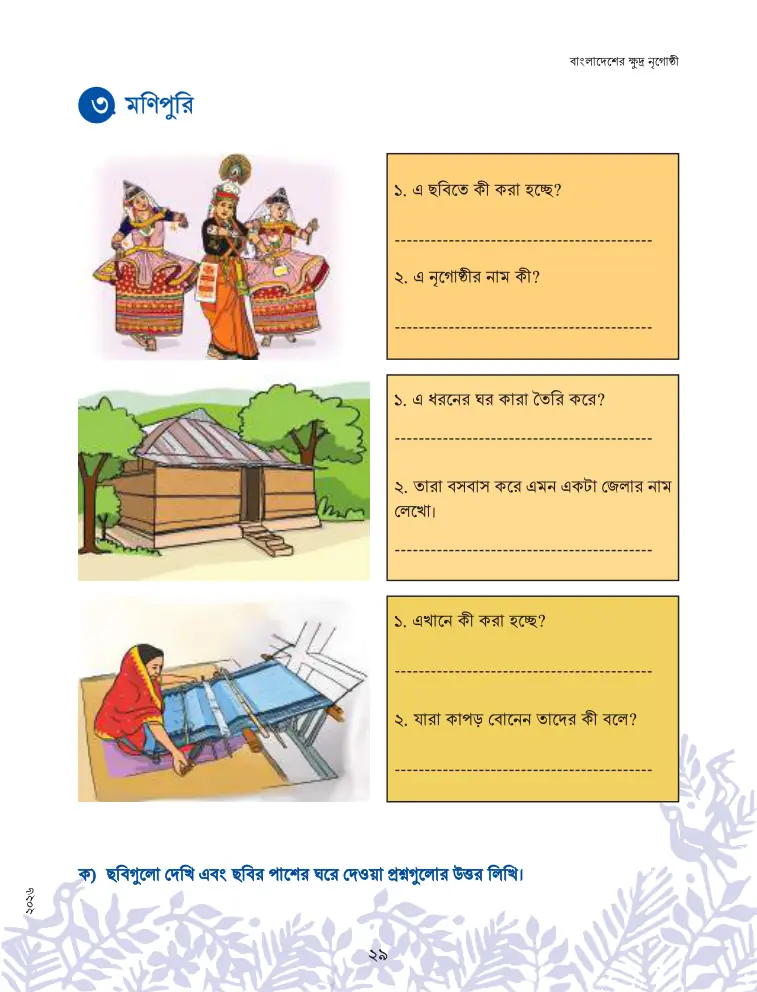 বাংলাদেশের ক্ষুদ্র নৃগোষ্ঠী
৩ মণিপুরি
১. এ ছবিতে কী করা হচ্ছে?
২. এ নৃগোষ্ঠীর নাম কী?
১. এ ধরনের ঘর কারা তৈরি করে?
২. তারা বসবাস করে এমন একটা জেলার নাম
লেখো।
১. এখানে কী করা হচ্ছে?
২. যারা কাপড় বোনেন তাদের কী বলে?
ক) ছবিগুলো দেখি এবং ছবির পাশের ঘরে দেওয়া প্রশ্নগুলোর উত্তর লিখি।
২০২৬
২৯